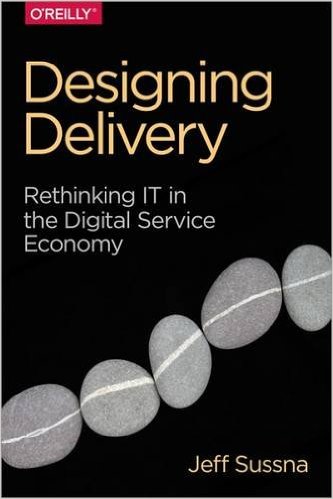 O'REILLY®
Designing
Delivery
Rethinking IT in
the Digital Service
Economy
Jeff Sussna